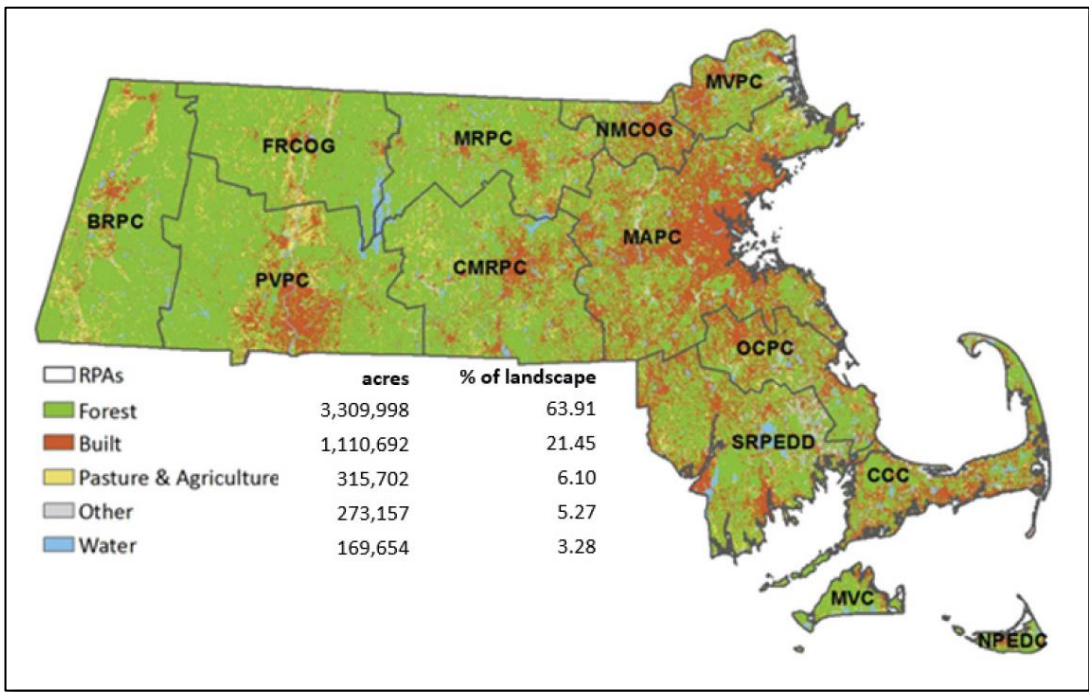 MVPC
NMCOG
MRPC
FRCOG
BRPC
MAPC
CMRPC
PVPC
OCPC
RPAs acres % of landscape
Forest 3,309,998 63.91
Built 1,110,692 21.45
Pasture & Agriculture 315,702 6.10
Other 273,157 5.27
Water 169,654 3.28
SRPEDD
CCC
MVC
NPEDC